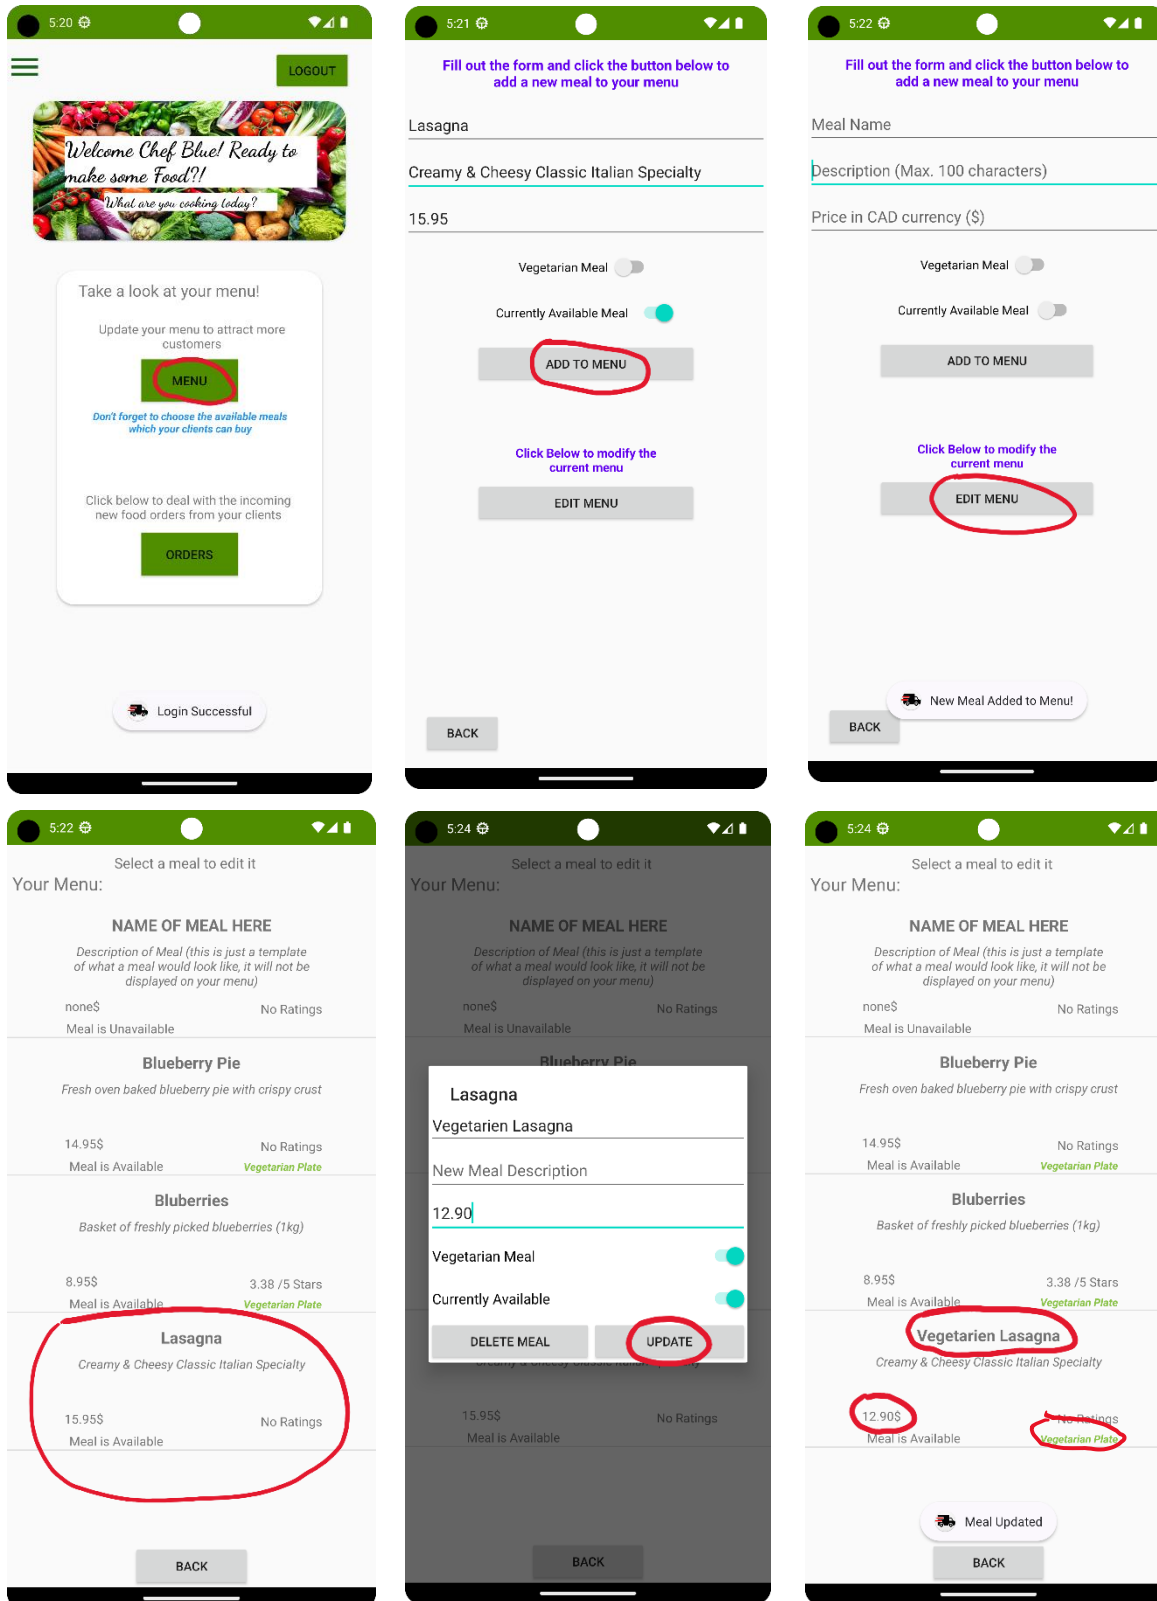 5:20
LOGOUT
Welcome Chef Blue! Ready to
make some Food?!
What are you cooking today?
Take a look at your menu!
Update your menu to attract more
customers
MENU
Don't forget to choose the available meals
which your clients can buy
Click below to deal with the incoming
new food orders from your clients
ORDERS
Login Successful
5:21
Fill out the form and click the button below to
add a new meal to your menu
Lasagna
Creamy & Cheesy Classic Italian Specialty
15.95
Vegetarian Meal
Currently Available Meal
ADD TO MENU
Click Below to modify the
current menu
EDIT MENU
BACK
5:22
Fill out the form and click the button below to
add a new meal to your menu
Meal Name
Description (Max. 100 characters)
Price in CAD currency ($)
Vegetarian Meal
Currently Available Meal
ADD TO MENU
Click Below to modify the
current menu
EDIT MENU
New Meal Added to Menu!
BACK
5:22
Select a meal to edit it
Your Menu:
NAME OF MEAL HERE
Description of Meal (this is just a template
of what a meal would look like, it will not be
displayed on your menu)
none$ No Ratings
Meal is Unavailable
Blueberry Pie
Fresh oven baked blueberry pie with crispy crust
14.95$ No Ratings
Meal is Available Vegetarian Plate
Bluberries
Basket of freshly picked blueberries (1kg)
8.95$ 3.38 /5 Stars
Meal is Available Vegetarian Plate
Lasagna
Creamy & Cheesy Classic Italian Specialty
15.95$ No Ratings
Meal is Available
BACK
5:24
Select a meal to edit it
Your Menu:
NAME OF MEAL HERE
Description of Meal (this is just a template
of what a meal would look like, it will not be
displayed on your menu)
none$ No Ratings
Meal is Unavailable
Blueberry Pie
Lasagna
Vegetarien Lasagna
New Meal Description
12.90
Vegetarian Meal
Currently Available
DELETE MEAL UPDATE
Creamy & Cheesy Classic Italian Specialty
15.95$ No Ratings
Meal is Available
BACK
5:24
Select a meal to edit it
Your Menu:
NAME OF MEAL HERE
Description of Meal (this is just a template
of what a meal would look like, it will not be
displayed on your menu)
none$ No Ratings
Meal is Unavailable
Blueberry Pie
Fresh oven baked blueberry pie with crispy crust
14.95$ No Ratings
Meal is Available Vegetarian Plate
Bluberries
Basket of freshly picked blueberries (1kg)
8.95$ 3.38 /5 Stars
Meal is Available Vegetarian Plate
Vegetarien Lasagna
Creamy & Cheesy Classic Italian Specialty
12.90$ No Ratings
Meal is Available Vegetarian Plate
Meal Updated
BACK